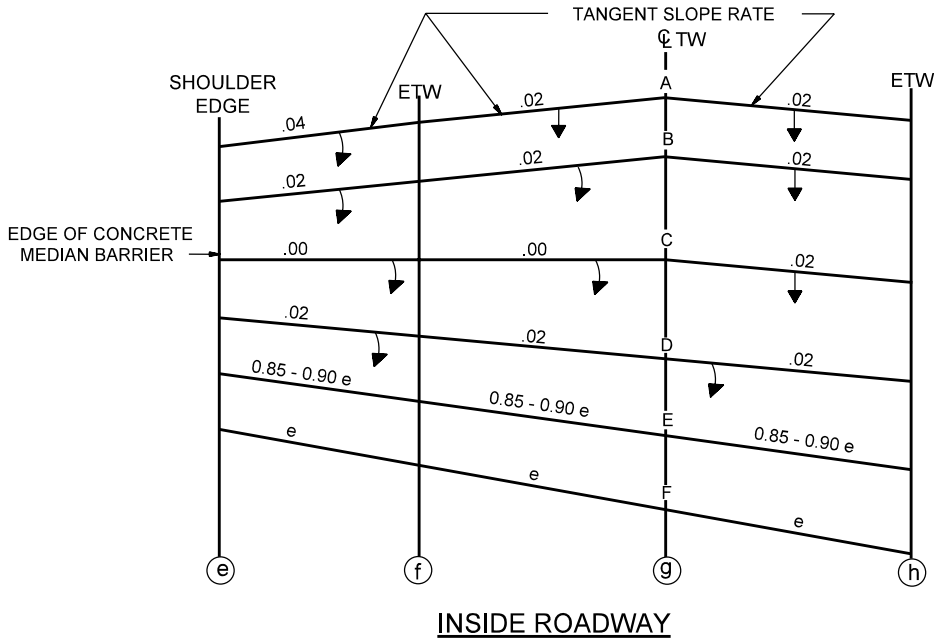 TANGENT SLOPE RATE
℄ TW
SHOULDER
EDGE
ETW
ETW
A
.04
.02
.02
B
.02
.02
.02
EDGE OF CONCRETE
MEDIAN BARRIER
C
.00
.00
.02
D
.02
.02
.02
0.85 - 0.90 e
0.85 - 0.90 e
E
0.85 - 0.90 e
e
e
F
e
e
f
g
h
INSIDE ROADWAY